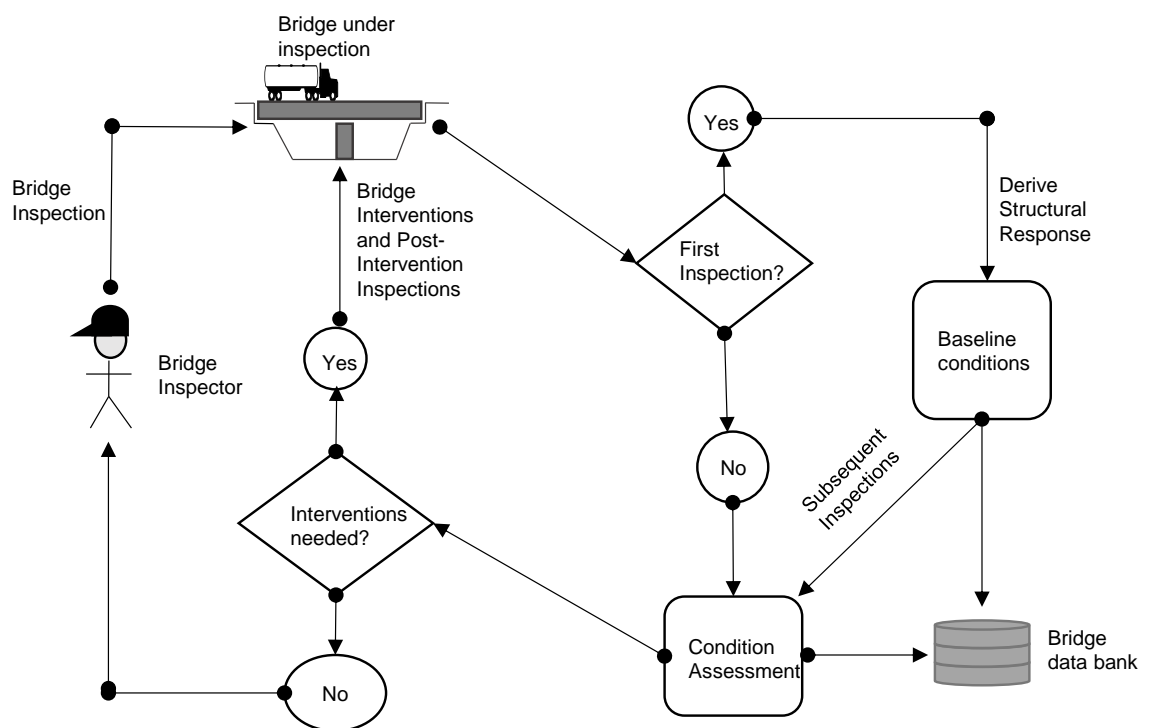 Bridge under
inspection
Yes
Bridge
Inspection
Bridge
Interventions
and Post-
Intervention
Inspections
Derive
Structural
Response
First
Inspection?
Baseline
conditions
Bridge
Inspector
Yes
No
Subsequent
Inspections
Interventions
needed?
Condition
Assessment
Bridge
data bank
No